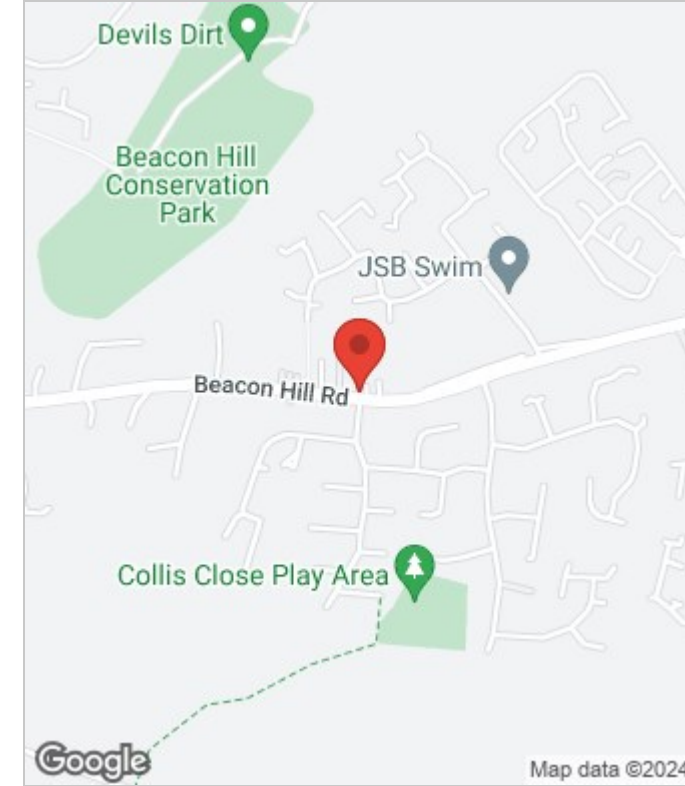 Devils Dirt
Beacon Hill
Conservation
Park
JSB Swim
Beacon Hill Rd
Collis Close Play Area
Google
Map data ©2024